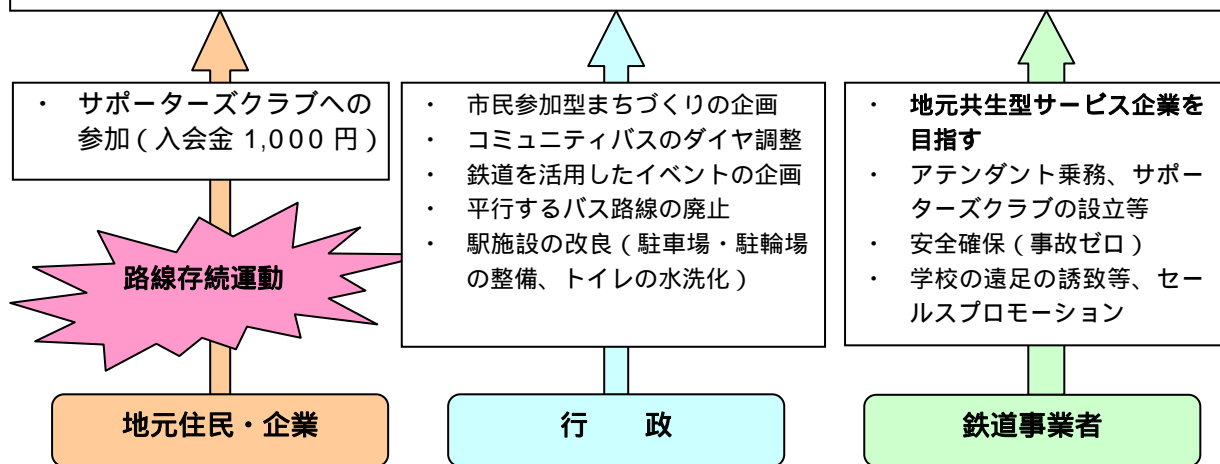 ・ サポーターズクラブへの
参加(入会金 1,000 円)
路線存続運動
地元住民・企業
・ 市民参加型まちづくりの企画
・ コミュニティバスのダイヤ調整
・ 鉄道を活用したイベントの企画
・ 平行するバス路線の廃止
・ 駅施設の改良(駐車場・駐輪場
の整備、トイレの水洗化)
行 政
・ 地元共生型サービス企業を
目指す
・ アテンダント乗務、サポー
ターズクラブの設立等
・ 安全確保(事故ゼロ)
・ 学校の遠足の誘致等、セー
ルスプロモーション
鉄道事業者